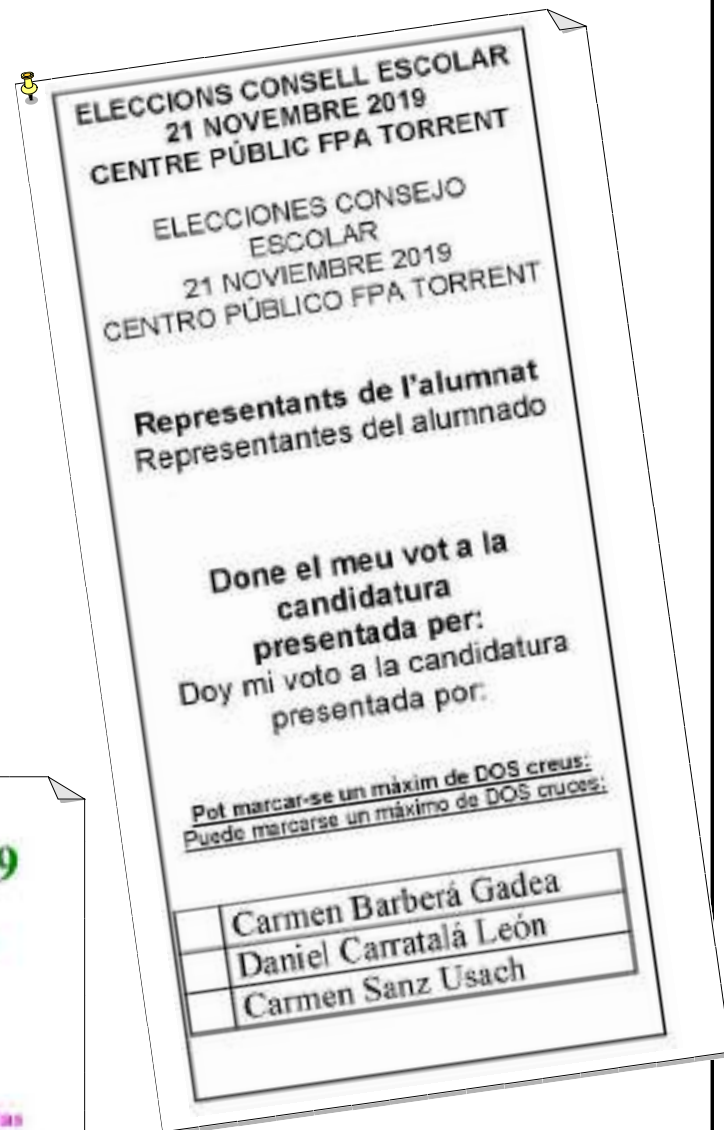 ELECCIONS CONSELL ESCOLAR
21 NOVEMBRE 2019
CENTRE PÚBLIC FPA TORRENT
ELECCIONES CONSEJO
ESCOLAR
21 NOVIEMBRE 2019
CENTRO PÚBLICO FPA TORRENT
Representants de l'alumnat
Representantes del alumnado
Done el meu vot a la
candidatura
presentada per:
Doy mi voto a la candidatura
presentada por:
Pot marcar-se un màxim de DOS creus:
Puede marcarse un máximo de DOS cruces:
Carmen Barberá Gadea
Daniel Carratalá León
Carmen Sanz Usach
9
as